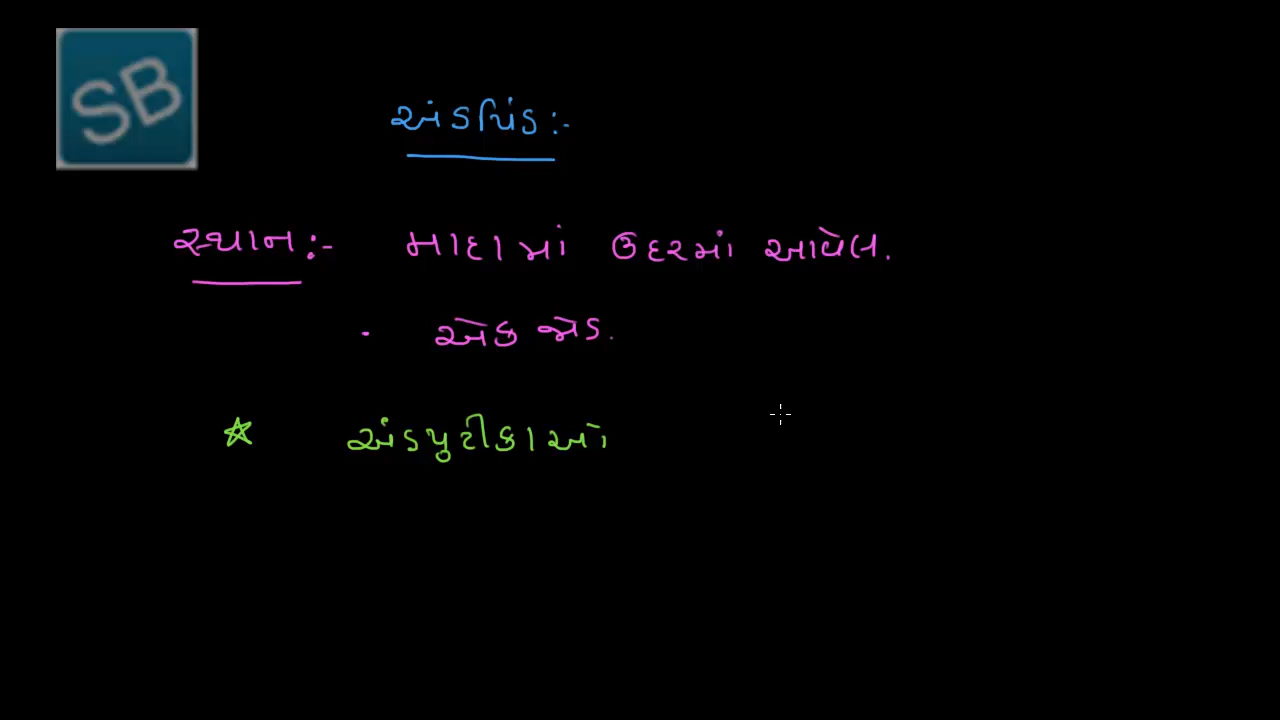 SB
અંડપિંડ:-
સ્થાન:- માદામાં ઉદરમાં આવેલ.
· એક જોડ.
☆ અંડપુટીકાઓ